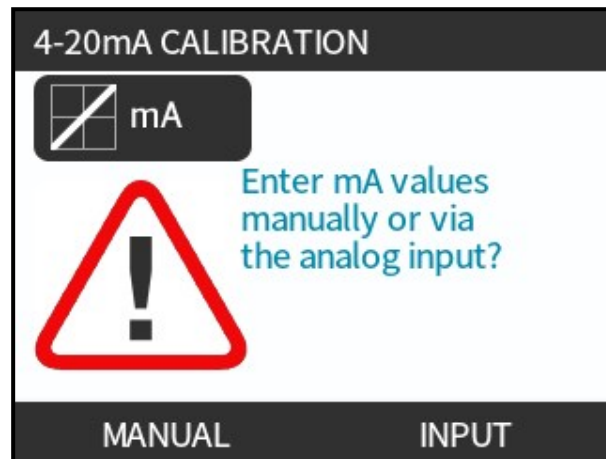 4-20mA CALIBRATION
mA
Enter mA values
manually or via
the analog input?
!
MANUAL INPUT